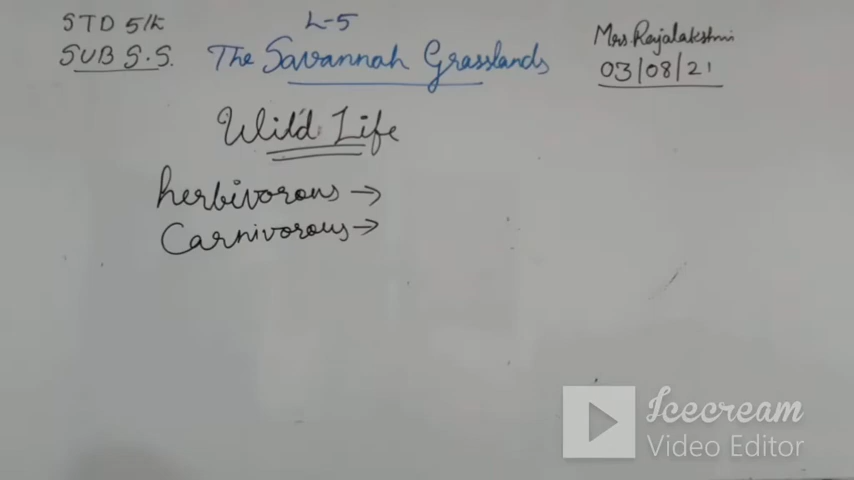 STD 5/K
SUB S.S.
L-5
The Savannah Grasslands
Mrs. Rajalakshmi
03/08/21
Wild Life
herbivorous →
Carnivorous →
Icecream
Video Editor